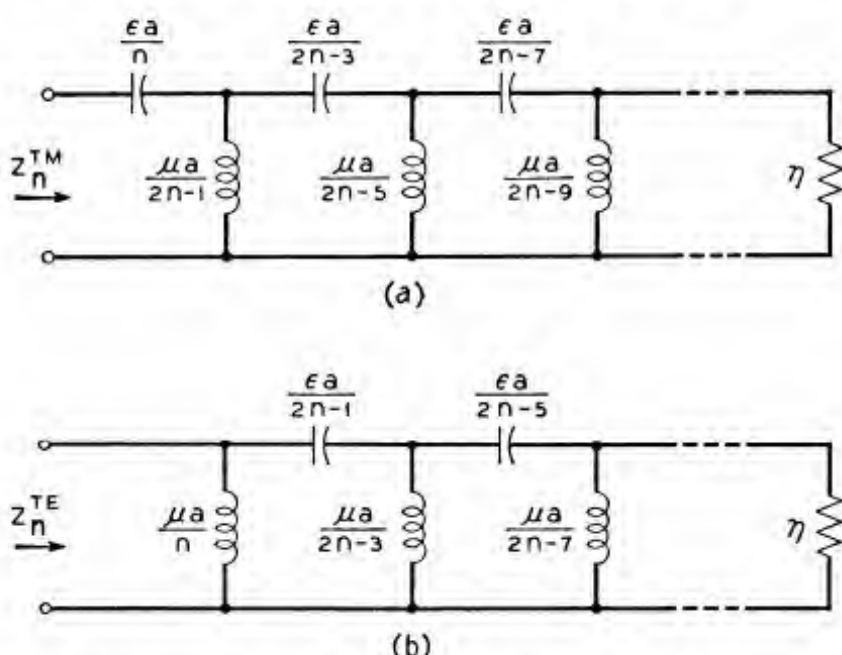 εa/n
εa/2n-3
εa/2n-7
Z_n^TM
μa/2n-1
μa/2n-5
μa/2n-9
η
(a)
εa/2n-1
εa/2n-5
Z_n^TE
μa/n
μa/2n-3
μa/2n-7
η
(b)